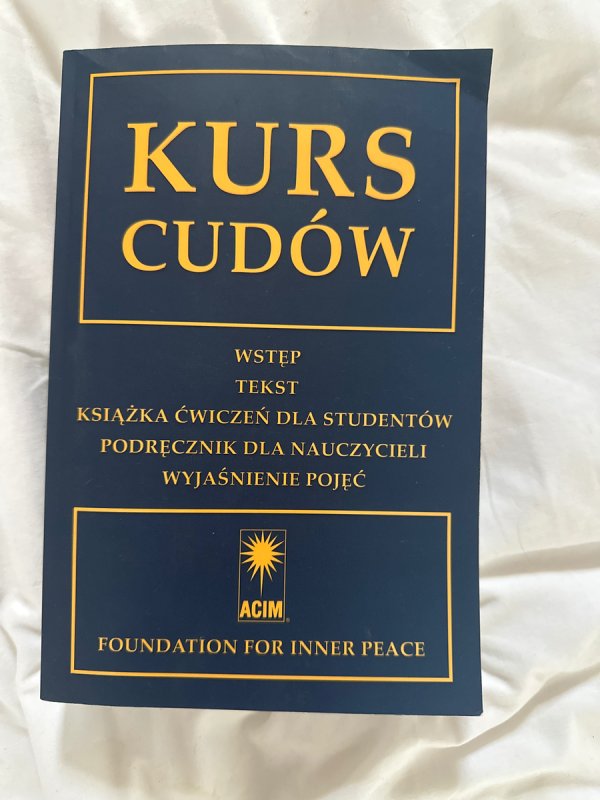 KURS
CUDÓW
WSTĘP
TEKST
KSIĄŻKA ĆWICZEŃ DLA STUDENTÓW
PODRĘCZNIK DLA NAUCZYCIELI
WYJAŚNIENIE POJĘĆ
ACIM®
FOUNDATION FOR INNER PEACE